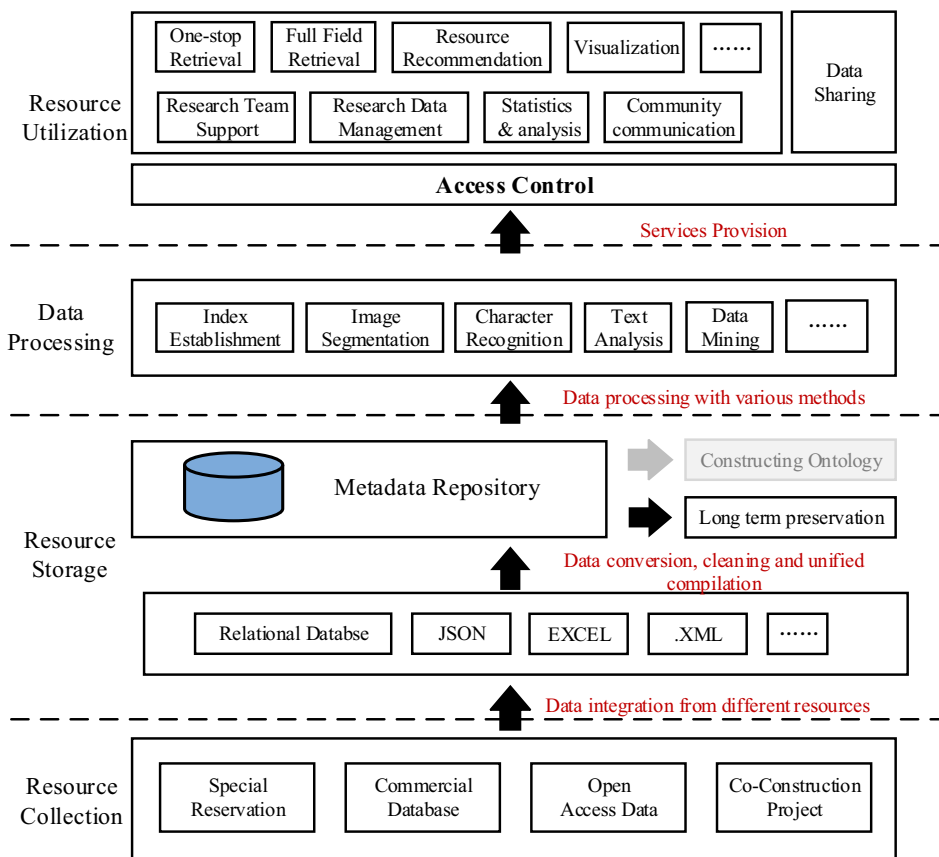 One-stop
Retrieval
Full Field
Retrieval
Resource
Recommendation
Visualization
……
Data
Sharing
Resource
Utilization
Research Team
Support
Research Data
Management
Statistics
& analysis
Community
communication
Access Control
Services Provision
Data
Processing
Index
Establishment
Image
Segmentation
Character
Recognition
Text
Analysis
Data
Mining
……
Data processing with various methods
Metadata Repository
Constructing Ontology
Long term preservation
Resource
Storage
Data conversion, cleaning and unified
compilation
Relational Databse
JSON
EXCEL
.XML
……
Data integration from different resources
Resource
Collection
Special
Reservation
Commercial
Database
Open
Access Data
Co-Construction
Project